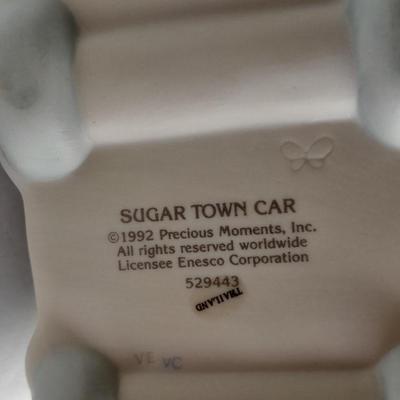 SUGAR TOWN CAR
©1992 Precious Moments, Inc.
All rights reserved worldwide
Licensee Enesco Corporation
529443
THAILAND
VE VC